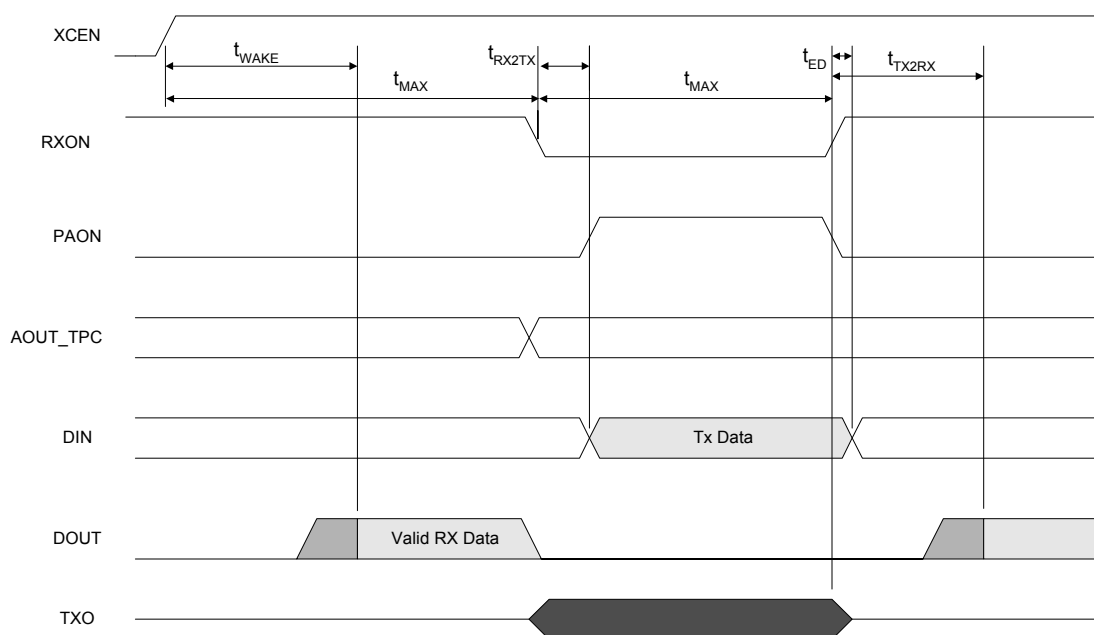 XCEN
tWAKE
tRX2TX
tED
tTX2RX
tMAX
tMAX
RXON
PAON
AOUT_TPC
DIN
Tx Data
DOUT
Valid RX Data
TXO